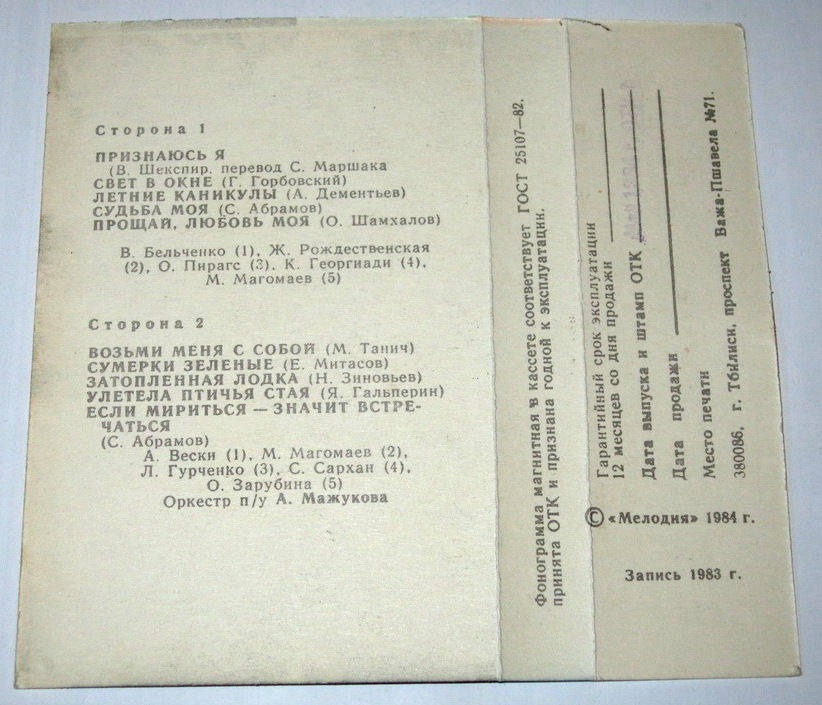 Сторона 1
ПРИЗНАЮСЬ Я
(В. Шекспир, перевод С. Маршака
СВЕТ В ОКНЕ (Г. Горбовский)
ЛЕТНИЕ КАНИКУЛЫ (А. Дементьев)
СУДЬБА МОЯ (С. Абрамов)
ПРОЩАЙ, ЛЮБОВЬ МОЯ (О. Шамхалов)
В. Бельченко (1), Ж. Рождественская
(2), О. Пирагс (3), К. Георгиади (4),
М. Магомаев (5)
Сторона 2
ВОЗЬМИ МЕНЯ С СОБОЙ (М. Танич)
СУМЕРКИ ЗЕЛЕНЫЕ (Е. Митасов)
ЗАТОПЛЕННАЯ ЛОДКА (Н. Зиновьев)
УЛЕТЕЛА ПТИЧЬЯ СТАЯ (Я. Гальперин)
ЕСЛИ МИРИТЬСЯ — ЗНАЧИТ ВСТРЕ-
ЧАТЬСЯ
(С. Абрамов)
А. Вески (1), М. Магомаев (2),
Л. Гурченко (3), С. Сархан (4),
О. Зарубина (5)
Оркестр п/у А. Мажукова
Фонограмма магнитная в кассете соответствует ГОСТ 25107—82,
принята ОТК и признана годной к эксплуатации.
Гарантийный срок эксплуатации
12 месяцев со дня продажи
Дата выпуска и штамп ОТК
Дата продажи
Место печати
380086, г. Тбилиси, проспект Важа-Пшавела №71.
© «Мелодия» 1984 г.
Запись 1983 г.